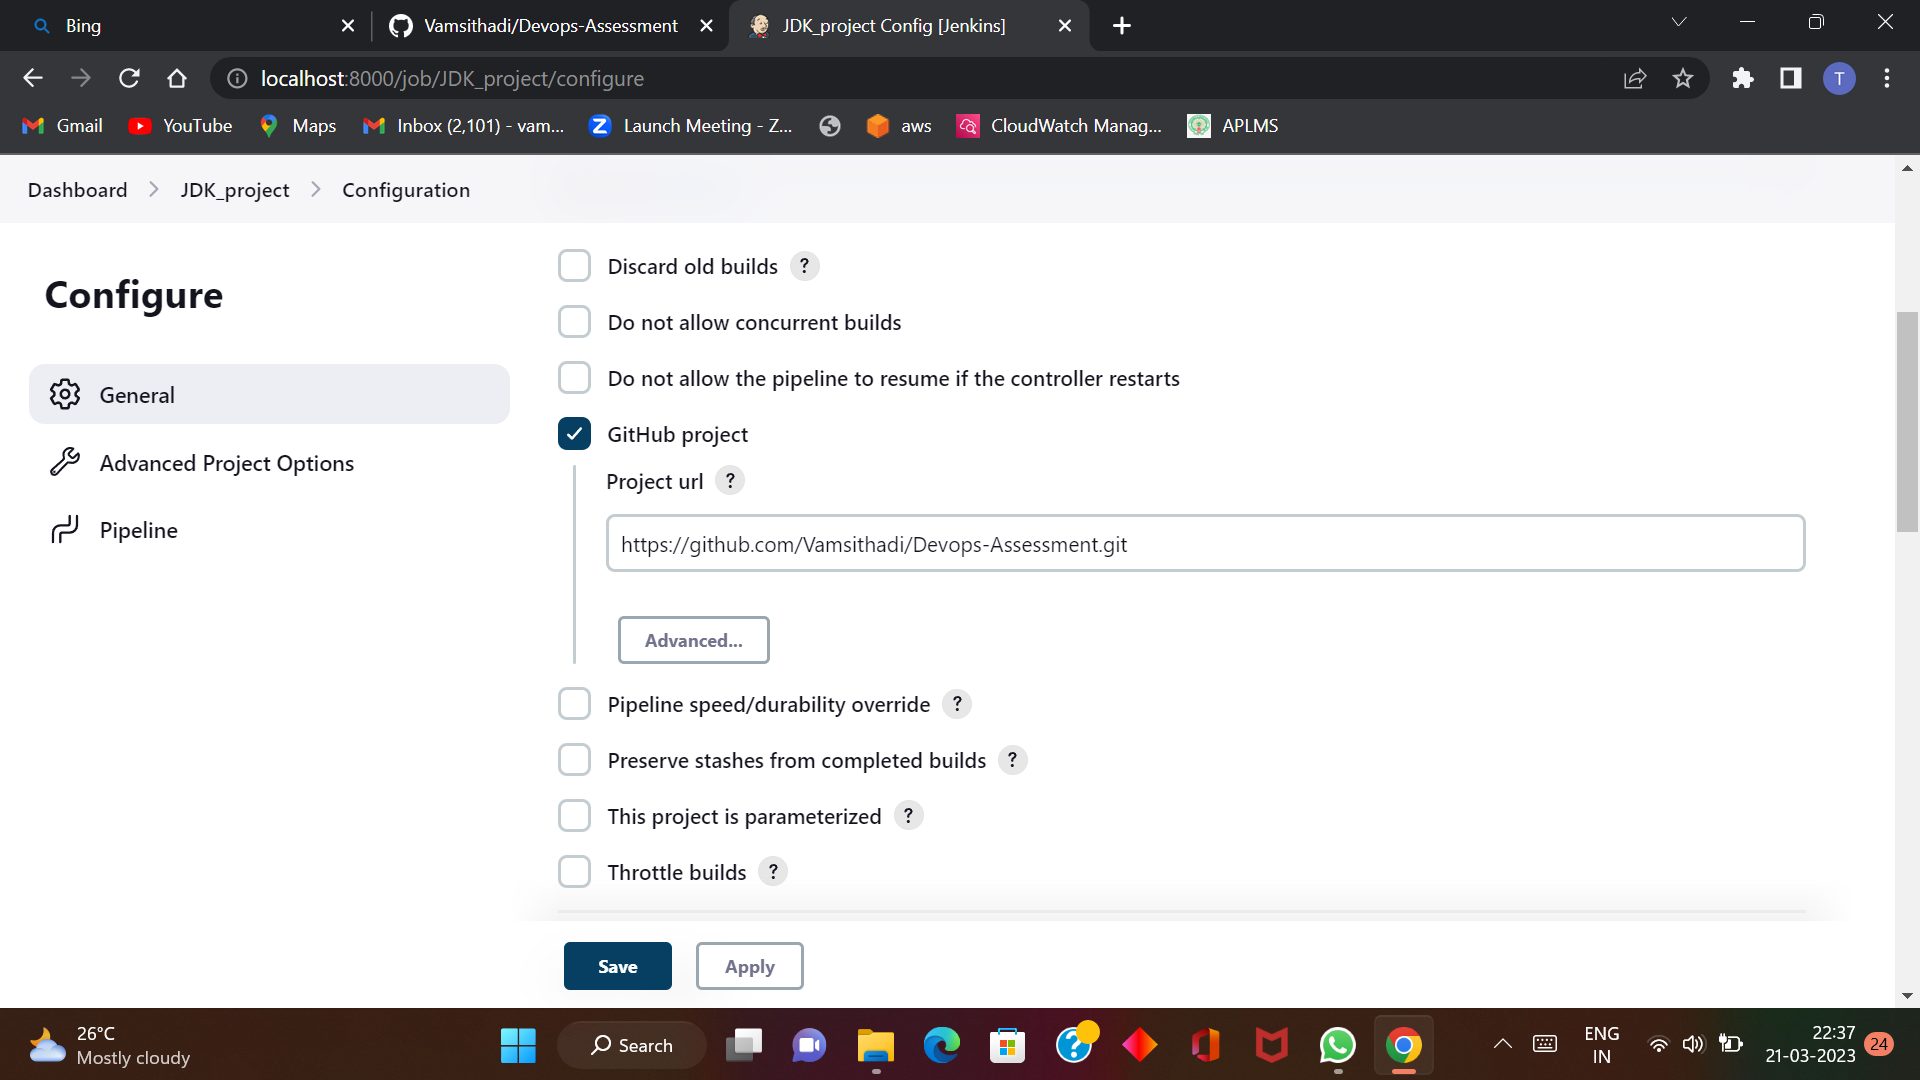 Bing
Vamsithadi/Devops-Assessment
JDK_project Config [Jenkins]
localhost:8000/job/JDK_project/configure
T
Gmail
YouTube
Maps
Inbox (2,101) - vam...
Launch Meeting - Z...
aws
CloudWatch Manag...
APLMS
Dashboard
JDK_project
Configuration
Configure
General
Advanced Project Options
Pipeline
Discard old builds ?
Do not allow concurrent builds
Do not allow the pipeline to resume if the controller restarts
GitHub project
Project url ?
https://github.com/Vamsithadi/Devops-Assessment.git
Advanced...
Pipeline speed/durability override ?
Preserve stashes from completed builds ?
This project is parameterized ?
Throttle builds ?
Save
Apply
26°C
Mostly cloudy
Search
ENG
IN
22:37
21-03-2023
24